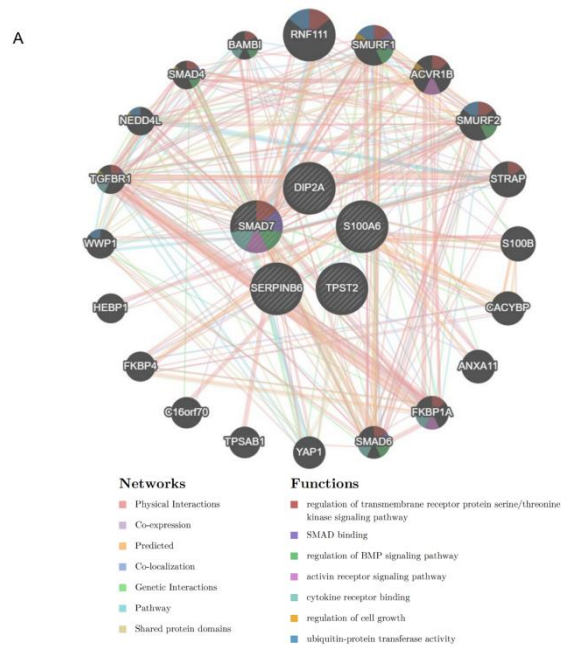 A
RNF111
BAMBI
SMURF1
SMAD4
ACVR1B
NEDD4L
SMURF2
TGFBR1
DIP2A
STRAP
SMAD7
S100A6
WWP1
S100B
SERPINB6
TPST2
HEBP1
CACYBP
FKBP4
ANXA11
C16orf70
FKBP1A
TPSAB1
YAP1
SMAD6
Networks
Physical Interactions
Co-expression
Predicted
Co-localization
Genetic Interactions
Pathway
Shared protein domains
Functions
regulation of transmembrane receptor protein serine/threonine
kinase signaling pathway
SMAD binding
regulation of BMP signaling pathway
activin receptor signaling pathway
cytokine receptor binding
regulation of cell growth
ubiquitin-protein transferase activity